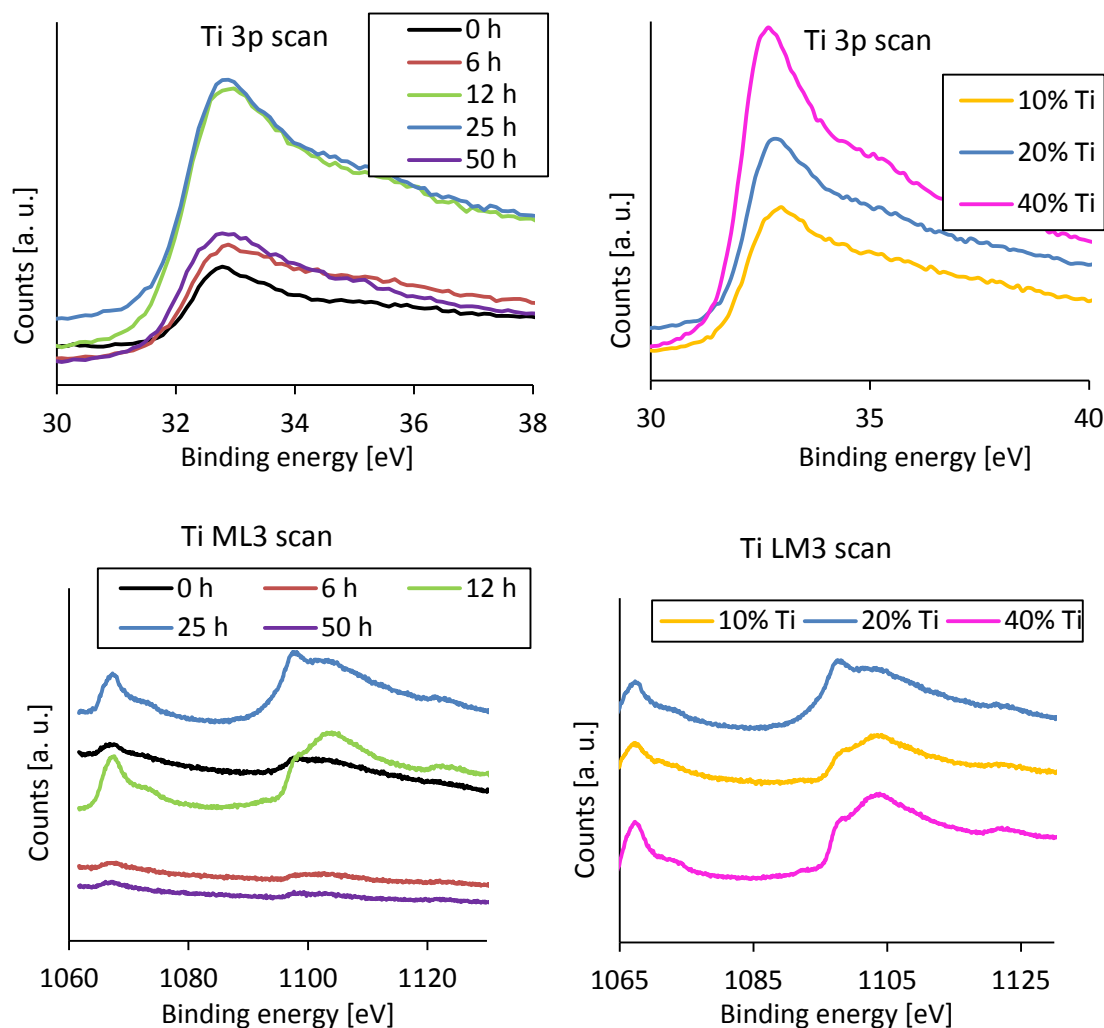 Ti 3p scan
0 h
6 h
12 h
25 h
50 h
Counts [a. u.]
30 32 34 36 38
Binding energy [eV]
Ti 3p scan
10% Ti
20% Ti
40% Ti
Counts [a. u.]
30 35 40
Binding energy [eV]
Ti ML3 scan
0 h 6 h 12 h
25 h 50 h
Counts [a. u.]
1060 1080 1100 1120
Binding energy [eV]
Ti LM3 scan
10% Ti 20% Ti 40% Ti
Counts [a. u.]
1065 1085 1105 1125
Binding energy [eV]